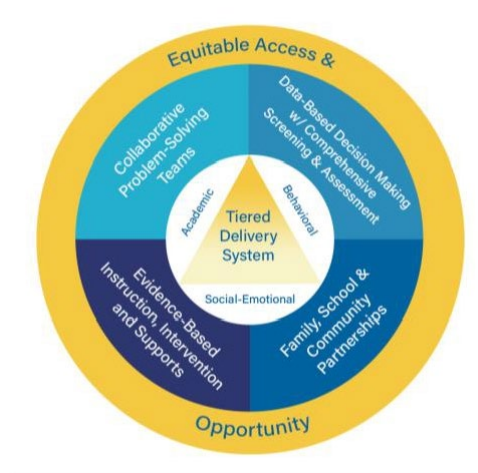 Equitable Access &
Collaborative
Problem-Solving
Teams
Data-Based Decision Making
w/ Comprehensive
Screening & Assessment
Academic
Behavioral
Tiered
Delivery
System
Social-Emotional
Evidence-Based
Instruction, Intervention
and Supports
Family, School &
Community
Partnerships
Opportunity